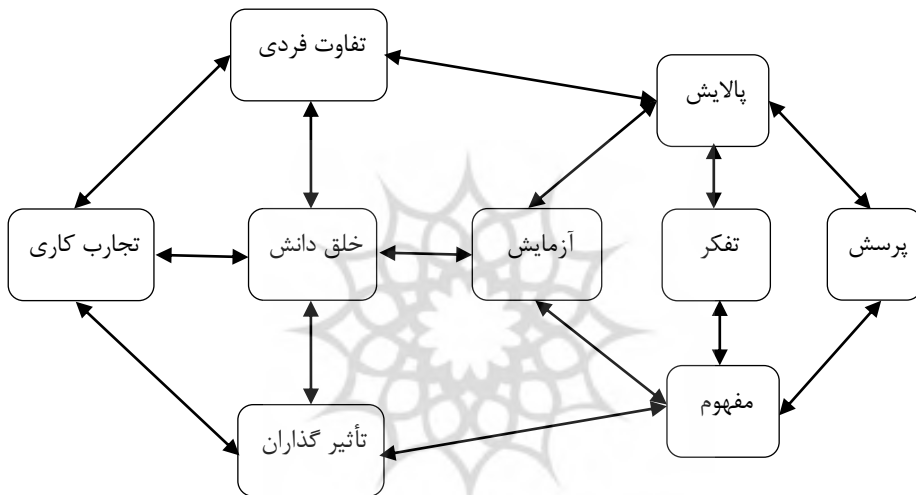 تفاوت فردی
پالایش
پرسش
تفکر
آزمایش
خلق دانش
تجارب کاری
مفهوم
تأثیر گذاران